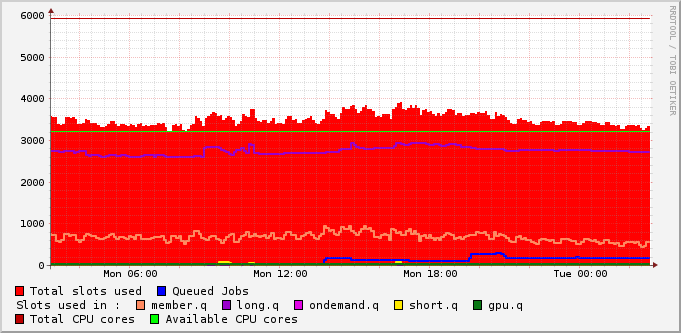 RRDTOOL / TOBI OETIKER
6000
5000
4000
3000
2000
1000
0
Mon 06:00 Mon 12:00 Mon 18:00 Tue 00:00
Total slots used Queued Jobs
Slots used in : member.q long.q ondemand.q short.q gpu.q
Total CPU cores Available CPU cores